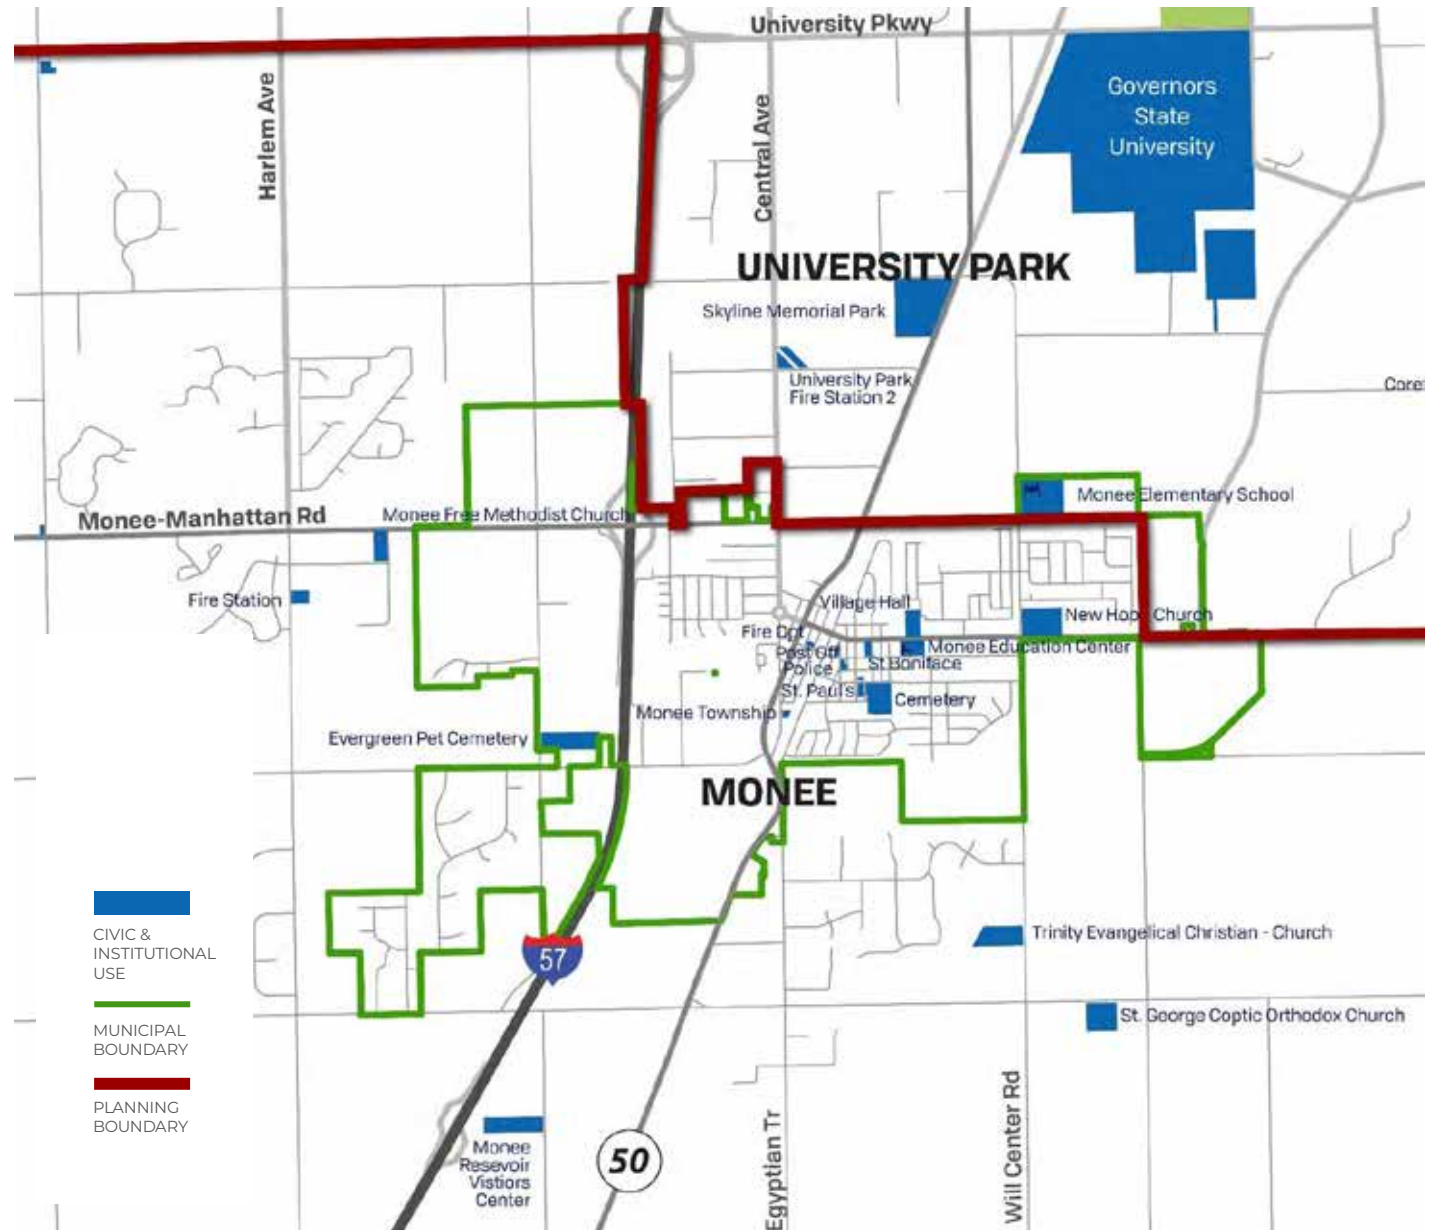 University Pkwy
Harlem Ave
Central Ave
Governors
State
University
UNIVERSITY PARK
Skyline Memorial Park
University Park
Fire Station 2
Monee-Manhattan Rd
Monee Free Methodist Church
Monee Elementary School
Fire Station
Village Hall
New Hope Church
Fire Dpt
Post Off
Police
Monee Education Center
St Boniface
St. Paul's
Cemetery
Monee Township
Evergreen Pet Cemetery
MONEE
CIVIC &
INSTITUTIONAL
USE
MUNICIPAL
BOUNDARY
PLANNING
BOUNDARY
57
Trinity Evangelical Christian - Church
St. George Coptic Orthodox Church
Monee
Resevoir
Vistiors
Center
50
Egyptian Tr
Will Center Rd